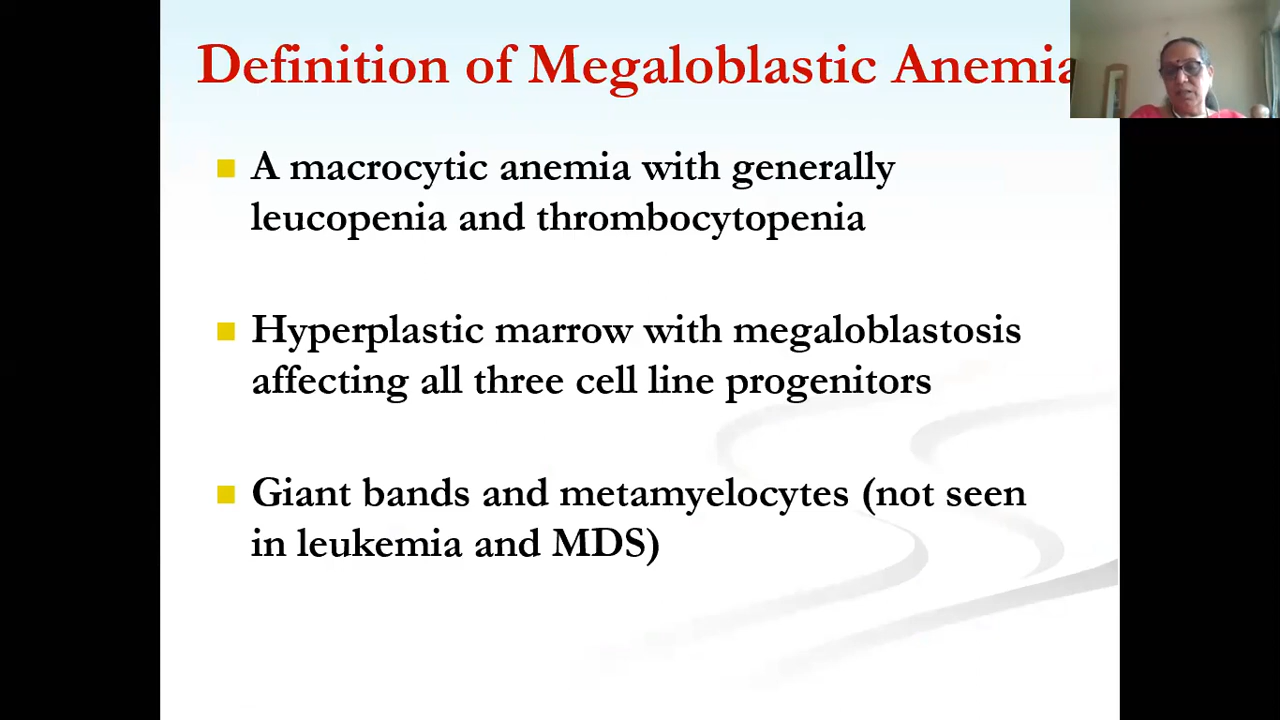 Definition of Megaloblastic Anemia
A macrocytic anemia with generally
leucopenia and thrombocytopenia
Hyperplastic marrow with megaloblastosis
affecting all three cell line progenitors
Giant bands and metamyelocytes (not seen
in leukemia and MDS)